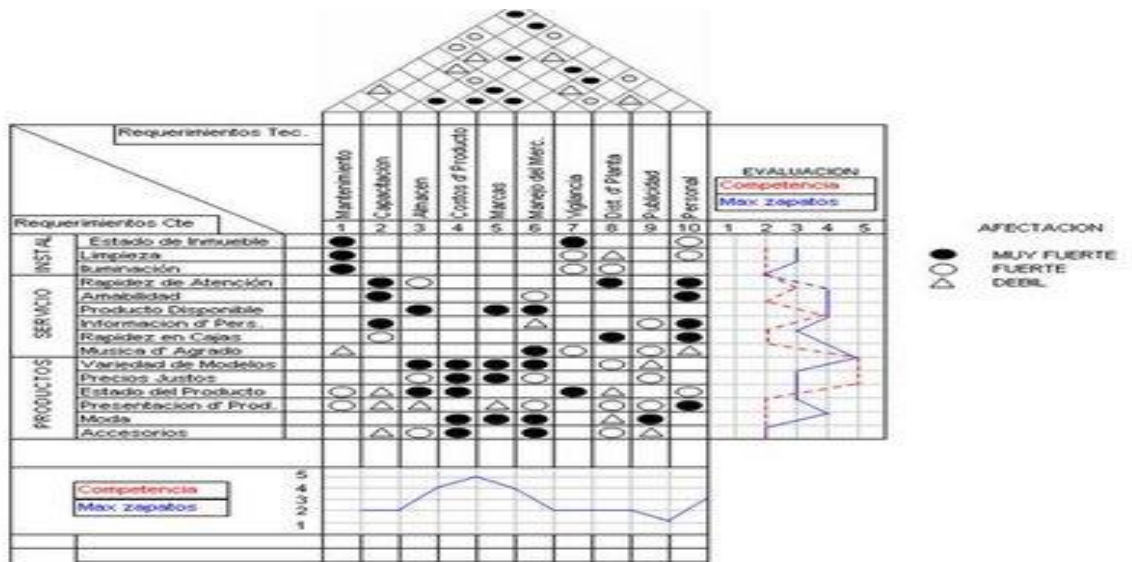 Requerimientos Tec.
Mantenimiento
Capacitacion
Almacen
Costos d' Producto
Marcas
Manejo del Merc.
Vigilancia
Dist d' Planta
Publicidad
Personal
EVALUACION
Competencia
Max zapatos
Requerimientos Cte
1 2 3 4 5 6 7 8 9 10 1 2 3 4 5
INSTAL
Estado de Inmueble
Limpieza
Iluminación
SERVICIO
Rapidez de Atención
Amabilidad
Producto Disponible
Informacion d' Pers.
Rapidez en Cajas
Musica d' Agrado
PRODUCTOS
Variedad de Modelos
Precios Justos
Estado del Producto
Presentacion d' Prod.
Moda
Accesorios
AFECTACION
MUY FUERTE
FUERTE
DEBIL
Competencia
Max zapatos
5
4
3
2
1